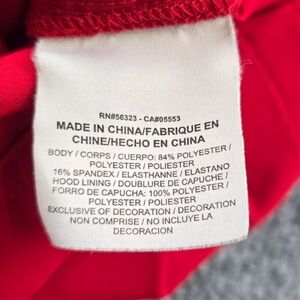 RN#56323 - CA#05553
MADE IN CHINA/FABRIQUE EN
CHINE/HECHO EN CHINA
BODY / CORPS / CUERPO: 84% POLYESTER /
POLYESTER / POLIESTER
16% SPANDEX / ELASTHANNE / ELASTANO
HOOD LINING / DOUBLURE DE CAPUCHE /
FORRO DE CAPUCHA: 100% POLYESTER /
POLYESTER / POLIESTER
EXCLUSIVE OF DECORATION / DECORATION
NON COMPRISE / NO INCLUYE LA
DECORACION